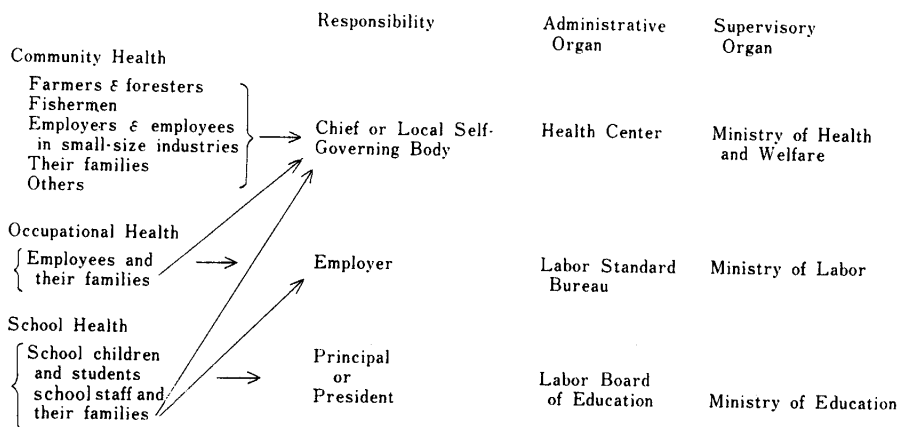 Responsibility
Administrative
Organ
Supervisory
Organ
Community Health
Farmers & foresters
Fishermen
Employers & employees
in small-size industries
Their families
Others
Chief or Local Self-
Governing Body
Health Center
Ministry of Health
and Welfare
Occupational Health
Employees and
their families
Employer
Labor Standard
Bureau
Ministry of Labor
School Health
School children
and students
school staff and
their families
Principal
or
President
Labor Board
of Education
Ministry of Education